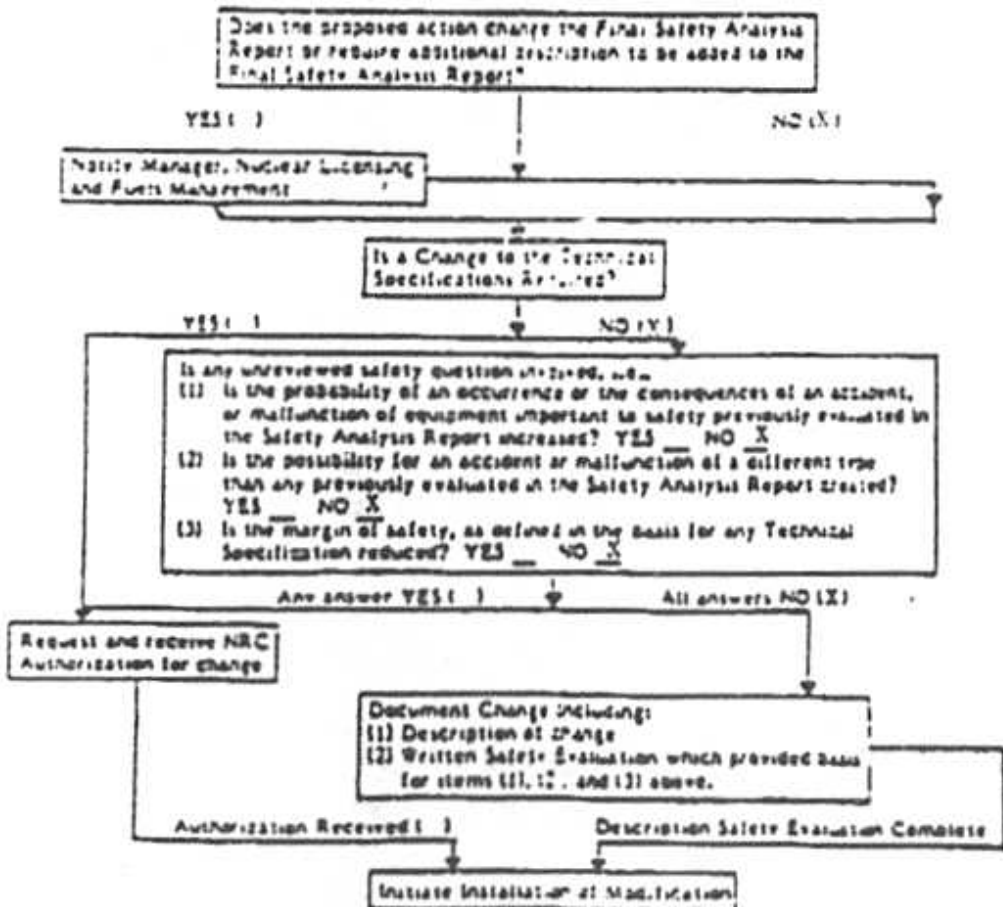 Does the proposed action change the Final Safety Analysis
Report or require additional description to be added to the
Final Safety Analysis Report?
YES ( ) NO (X)
Notify Manager, Nuclear Licensing
and Fuels Management
Is a Change to the Technical
Specifications Required?
YES ( ) NO (X)
Is any unreviewed safety question involved, i.e.
(1) Is the probability of an occurrence or the consequences of an accident,
or malfunction of equipment important to safety previously evaluated in
the Safety Analysis Report increased? YES __ NO X
(2) Is the possibility for an accident or malfunction of a different type
than any previously evaluated in the Safety Analysis Report created?
YES __ NO X
(3) Is the margin of safety, as defined in the basis for any Technical
Specification reduced? YES __ NO X
Any answer YES ( ) All answers NO (X)
Request and receive NRC
Authorization for change
Document Change Including:
(1) Description of change
(2) Written Safety Evaluation which provided basis
for items (1), (2, and (3) above.
Authorization Received ( ) Description Safety Evaluation Complete
Initiate Installation of Modification